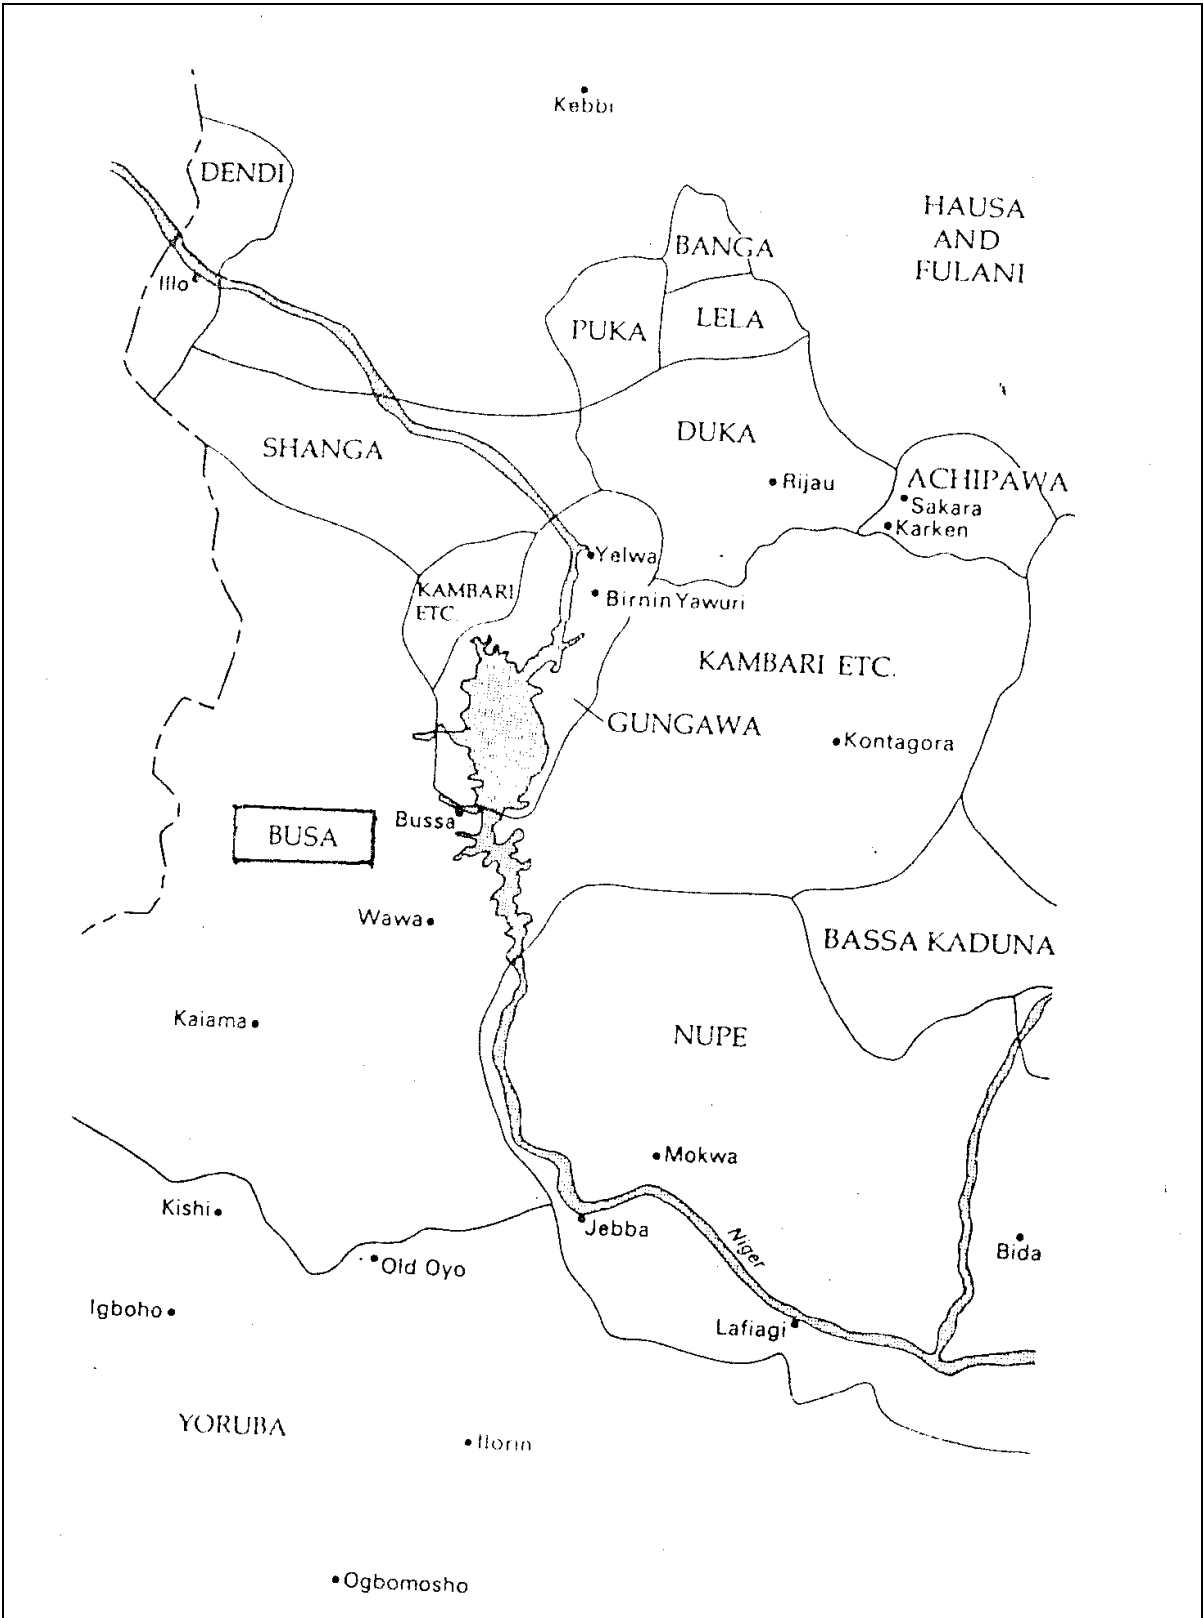 Kebbi
DENDI
HAUSA
AND
FULANI
BANGA
Illo
PUKA
LELA
DUKA
SHANGA
Rijau
ACHIPAWA
Sakara
Karken
Yelwa
KAMBARI
ETC.
Birnin Yawuri
KAMBARI ETC.
GUNGAWA
Kontagora
Bussa
BUSA
Wawa
BASSA KADUNA
Kaiama
NUPE
Mokwa
Kishi
Jebba
Niger
Bida
Old Oyo
Igboho
Lafiagi
YORUBA
Ilorin
Ogbomosho